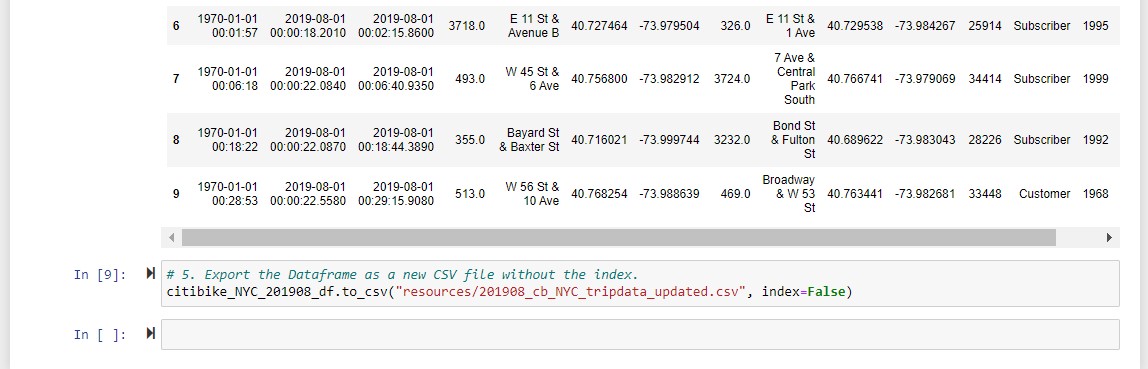 6 1970-01-01 00:01:57 2019-08-01 00:00:18.2010 2019-08-01 00:02:15.8600 3718.0 E 11 St & Avenue B 40.727464 -73.979504 326.0 E 11 St & 1 Ave 40.729538 -73.984267 25914 Subscriber 1995
7 1970-01-01 00:06:18 2019-08-01 00:00:22.0840 2019-08-01 00:06:40.9350 493.0 W 45 St & 6 Ave 40.756800 -73.982912 3724.0 7 Ave & Central Park South 40.766741 -73.979069 34414 Subscriber 1999
8 1970-01-01 00:18:22 2019-08-01 00:00:22.0870 2019-08-01 00:18:44.3890 355.0 Bayard St & Baxter St 40.716021 -73.999744 3232.0 Bond St & Fulton St 40.689622 -73.983043 28226 Subscriber 1992
9 1970-01-01 00:28:53 2019-08-01 00:00:22.5580 2019-08-01 00:29:15.9080 513.0 W 56 St & 10 Ave 40.768254 -73.988639 469.0 Broadway & W 53 St 40.763441 -73.982681 33448 Customer 1968
In [9]: # 5. Export the Dataframe as a new CSV file without the index.
citibike_NYC_201908_df.to_csv("resources/201908_cb_NYC_tripdata_updated.csv", index=False)
In [ ]: